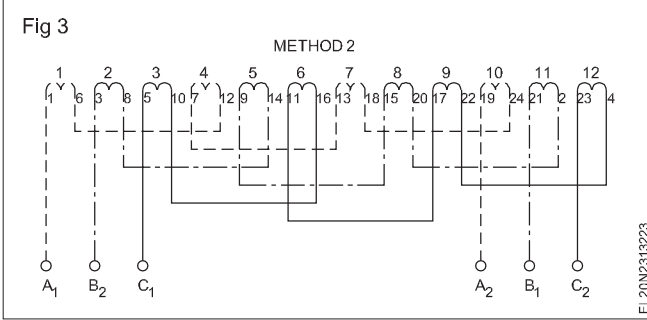 Fig 3
METHOD 2
1 2 3 4 5 6 7 8 9 10 11 12
1 6 3 8 5 10 7 12 9 14 11 16 13 18 15 20 17 22 19 24 21 2 23 4
A1 B2 C1 A2 B1 C2
EL20N2313223